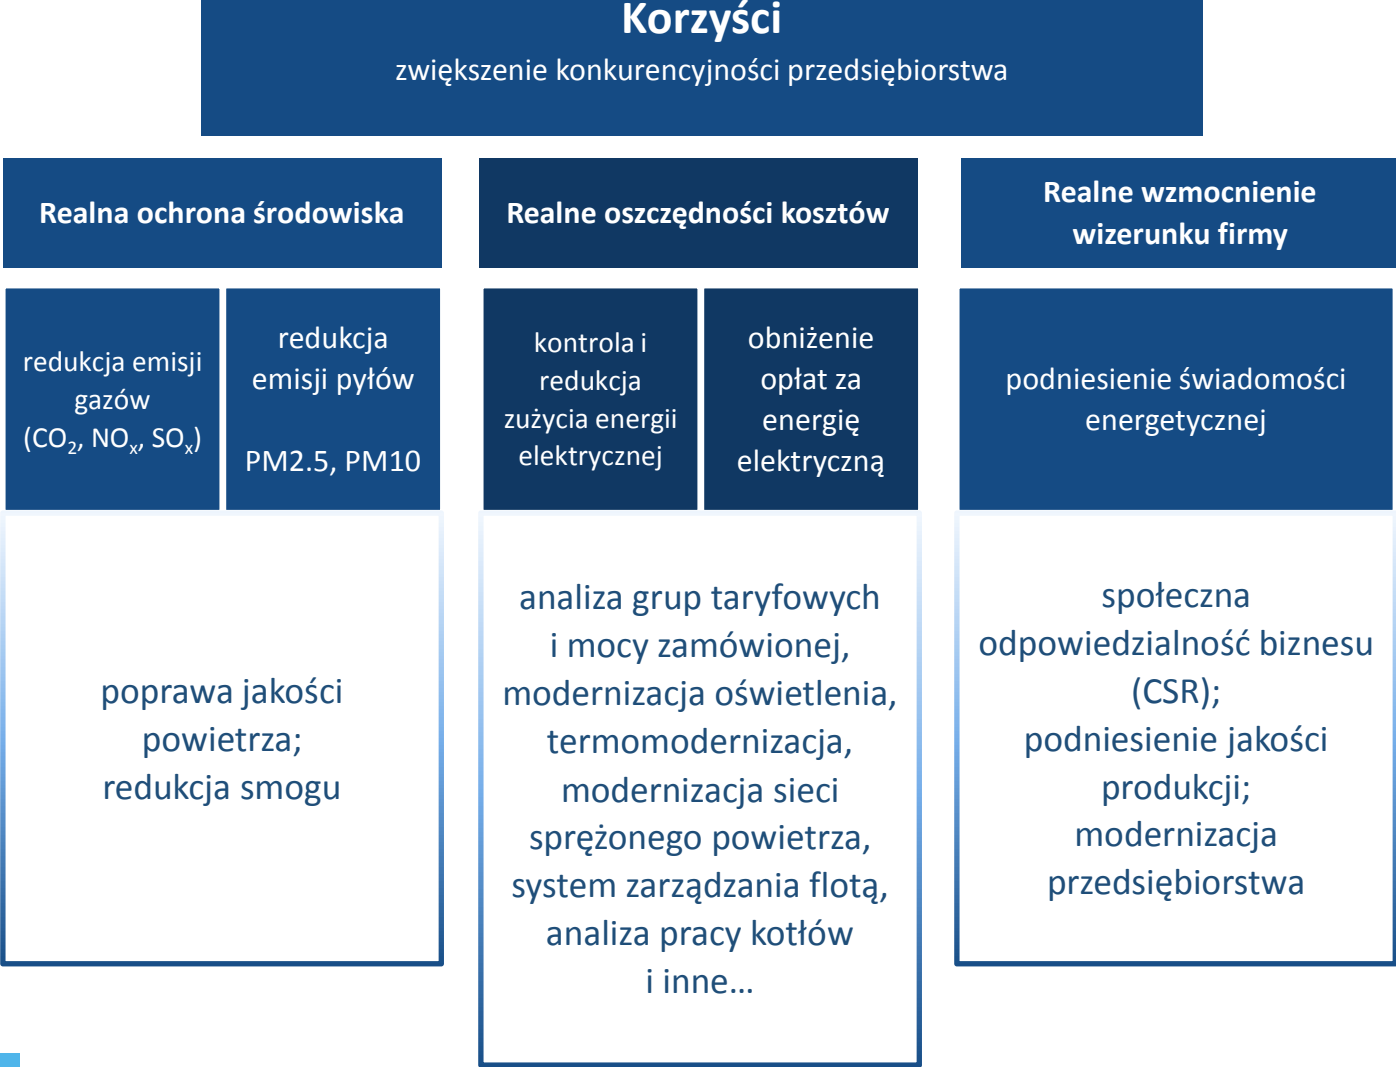 Korzyści
zwiększenie konkurencyjności przedsiębiorstwa
Realna ochrona środowiska
redukcja emisji
gazów
(CO₂, NOₓ, SOₓ)
redukcja
emisji pyłów
PM2.5, PM10
poprawa jakości
powietrza;
redukcja smogu
Realne oszczędności kosztów
kontrola i
redukcja
zużycia energii
elektrycznej
obniżenie
opłat za
energię
elektryczną
analiza grup taryfowych
i mocy zamówionej,
modernizacja oświetlenia,
termomodernizacja,
modernizacja sieci
sprężonego powietrza,
system zarządzania flotą,
analiza pracy kotłów
i inne...
Realne wzmocnienie
wizerunku firmy
podniesienie świadomości
energetycznej
społeczna
odpowiedzialność biznesu
(CSR);
podniesienie jakości
produkcji;
modernizacja
przedsiębiorstwa